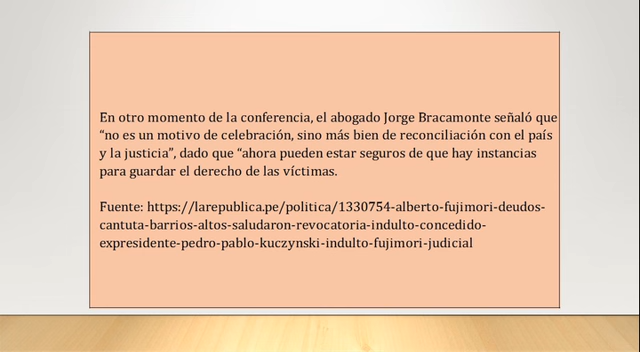 En otro momento de la conferencia, el abogado Jorge Bracamonte señaló que
“no es un motivo de celebración, sino más bien de reconciliación con el país
y la justicia”, dado que “ahora pueden estar seguros de que hay instancias
para guardar el derecho de las víctimas.
Fuente: https://larepublica.pe/politica/1330754-alberto-fujimori-deudos-
cantuta-barrios-altos-saludaron-revocatoria-indulto-concedido-
expresidente-pedro-pablo-kuczynski-indulto-fujimori-judicial